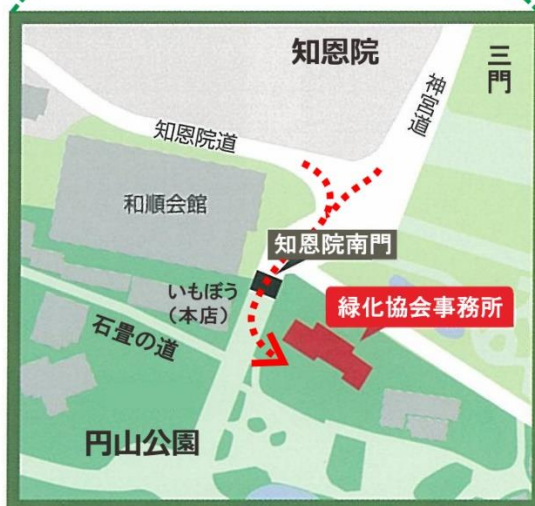 知恩院
三門
神宮道
知恩院道
和順会館
知恩院南門
いもぼう
（本店）
緑化協会事務所
石畳の道
円山公園